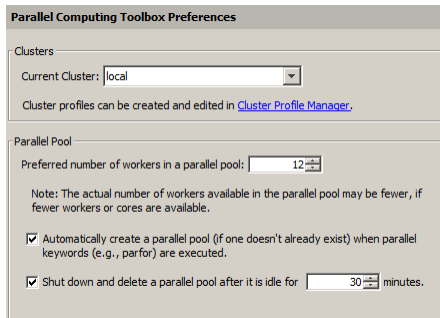 Parallel Computing Toolbox Preferences
Clusters
Current Cluster: local
Cluster profiles can be created and edited in Cluster Profile Manager.
Parallel Pool
Preferred number of workers in a parallel pool: 12
Note: The actual number of workers available in the parallel pool may be fewer, if
fewer workers or cores are available.
Automatically create a parallel pool (if one doesn't already exist) when parallel
keywords (e.g., parfor) are executed.
Shut down and delete a parallel pool after it is idle for 30 minutes.